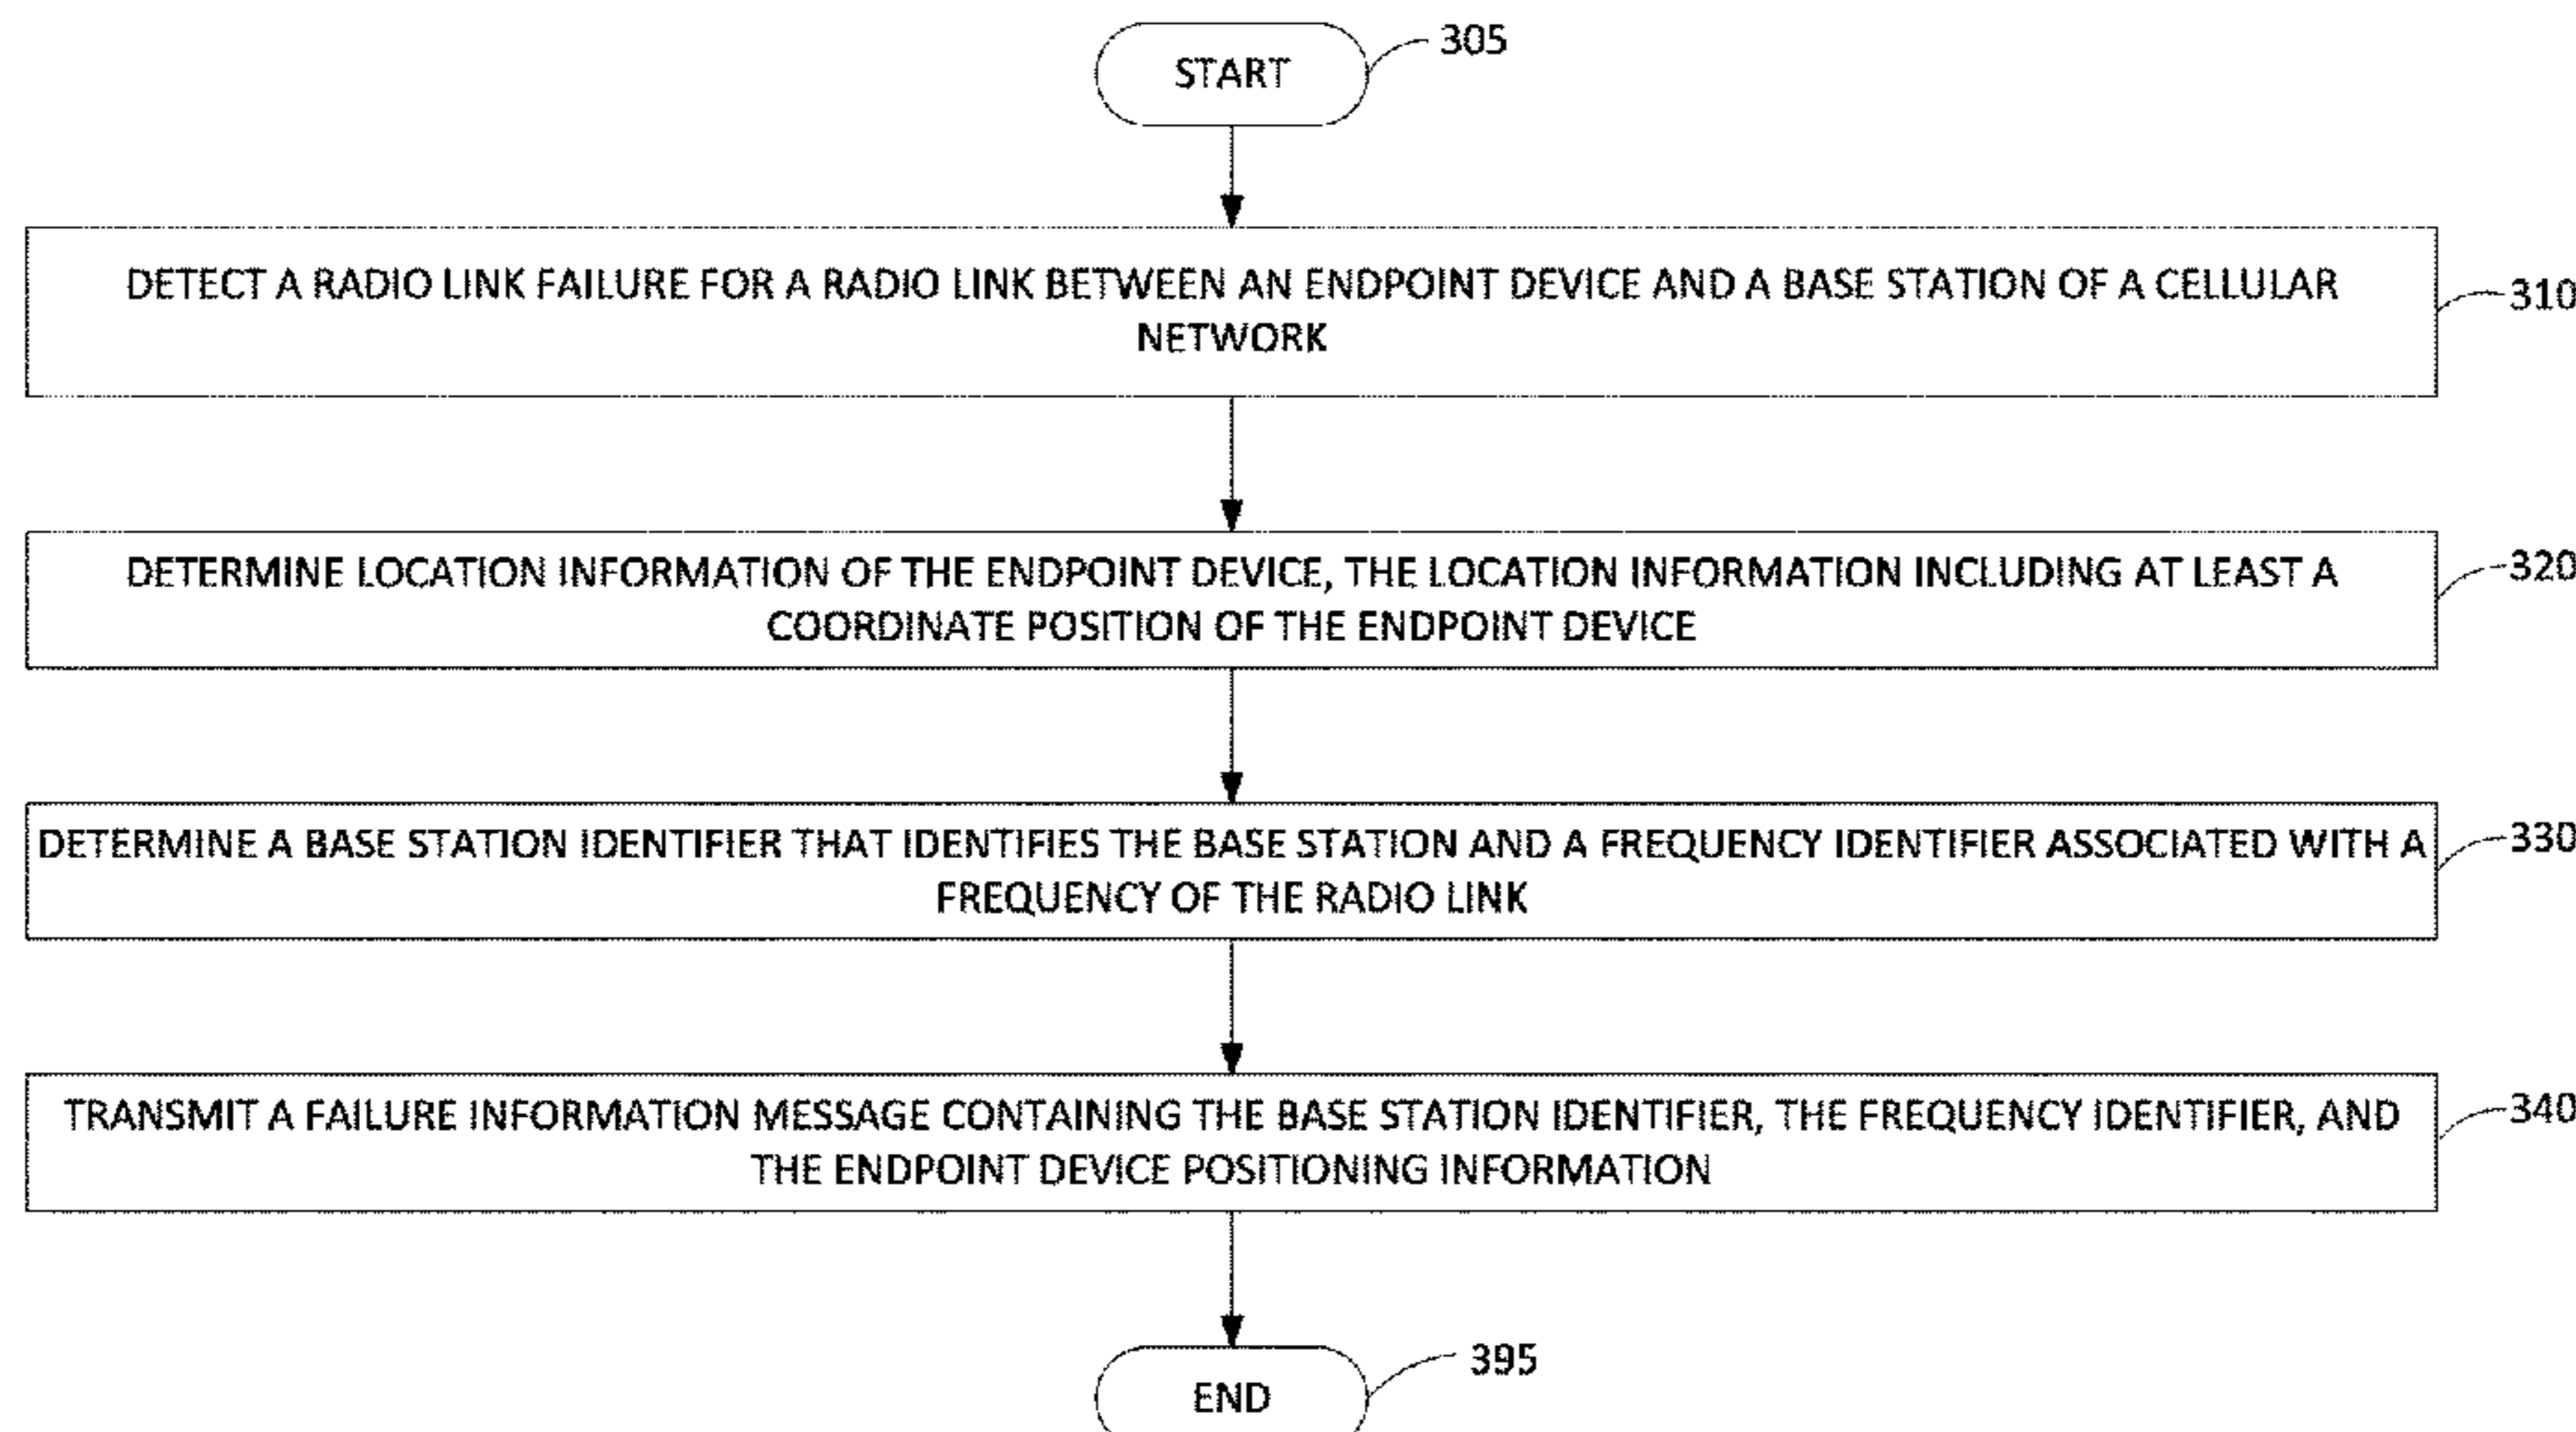 START
305
DETECT A RADIO LINK FAILURE FOR A RADIO LINK BETWEEN AN ENDPOINT DEVICE AND A BASE STATION OF A CELLULAR
NETWORK
310
DETERMINE LOCATION INFORMATION OF THE ENDPOINT DEVICE, THE LOCATION INFORMATION INCLUDING AT LEAST A
COORDINATE POSITION OF THE ENDPOINT DEVICE
320
DETERMINE A BASE STATION IDENTIFIER THAT IDENTIFIES THE BASE STATION AND A FREQUENCY IDENTIFIER ASSOCIATED WITH A
FREQUENCY OF THE RADIO LINK
330
TRANSMIT A FAILURE INFORMATION MESSAGE CONTAINING THE BASE STATION IDENTIFIER, THE FREQUENCY IDENTIFIER, AND
THE ENDPOINT DEVICE POSITIONING INFORMATION
340
END
395